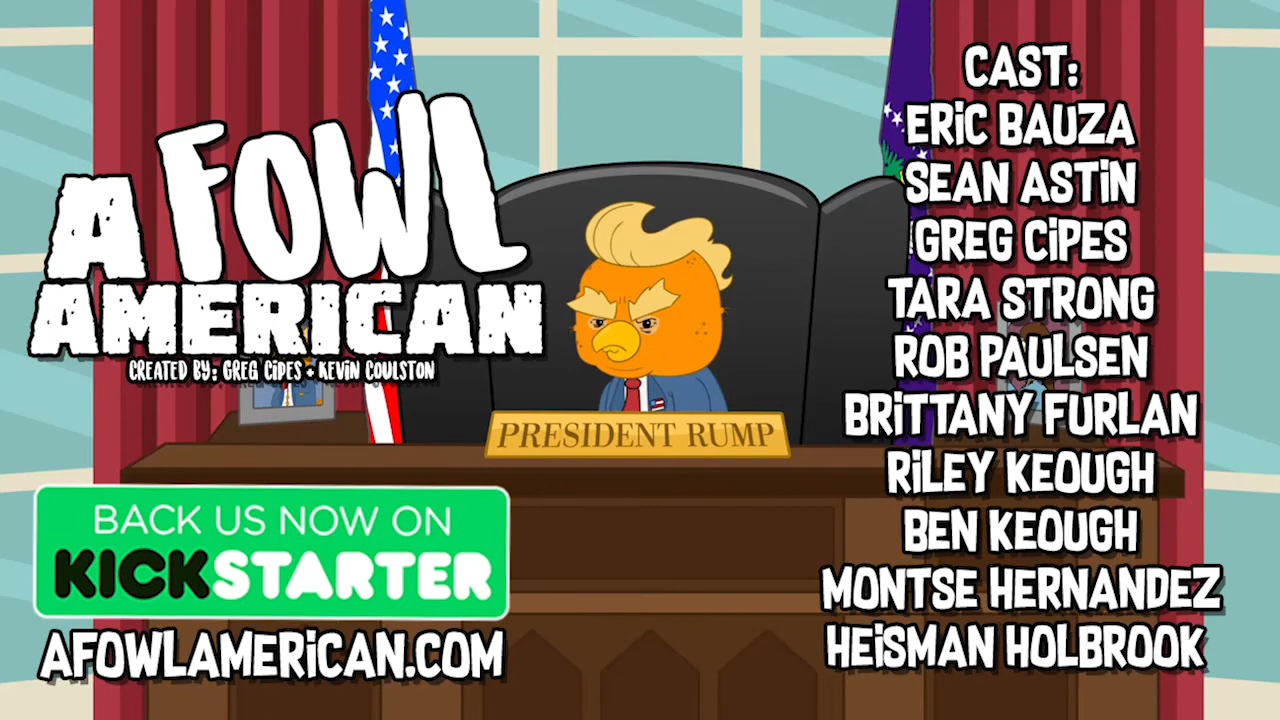 A FOWL
AMERICAN
CREATED BY: GREG CIPES + KEVIN COULSTON
PRESIDENT RUMP
BACK US NOW ON
KICKSTARTER
AFOWLAMERICAN.COM
CAST:
ERIC BAUZA
SEAN ASTIN
GREG CIPES
TARA STRONG
ROB PAULSEN
BRITTANY FURLAN
RILEY KEOUGH
BEN KEOUGH
MONTSE HERNANDEZ
HEISMAN HOLBROOK